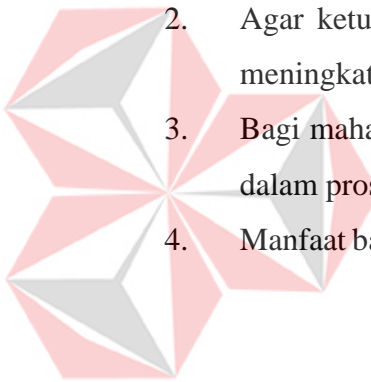 2. Agar ketu
meningkat
3. Bagi maha
dalam pros
4. Manfaat ba